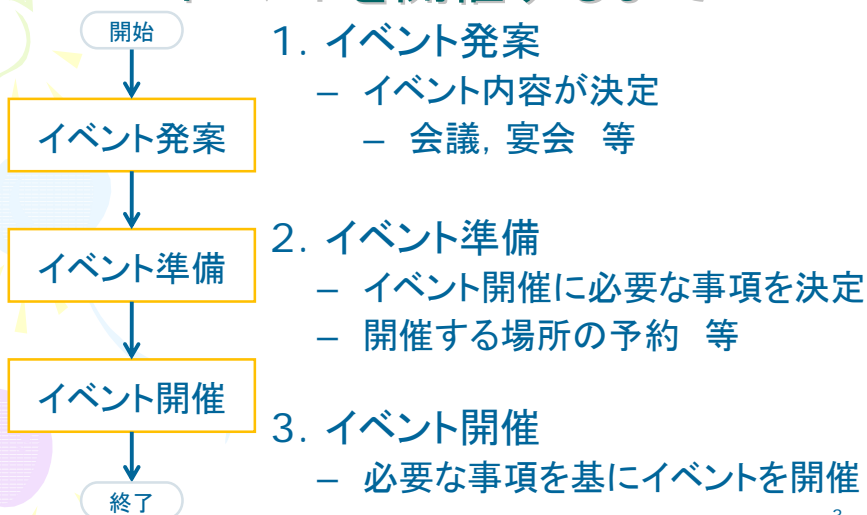 開始
イベント発案
イベント準備
イベント開催
終了
1. イベント発案
– イベント内容が決定
– 会議, 宴会 等
2. イベント準備
– イベント開催に必要な事項を決定
– 開催する場所の予約 等
3. イベント開催
– 必要な事項を基にイベントを開催